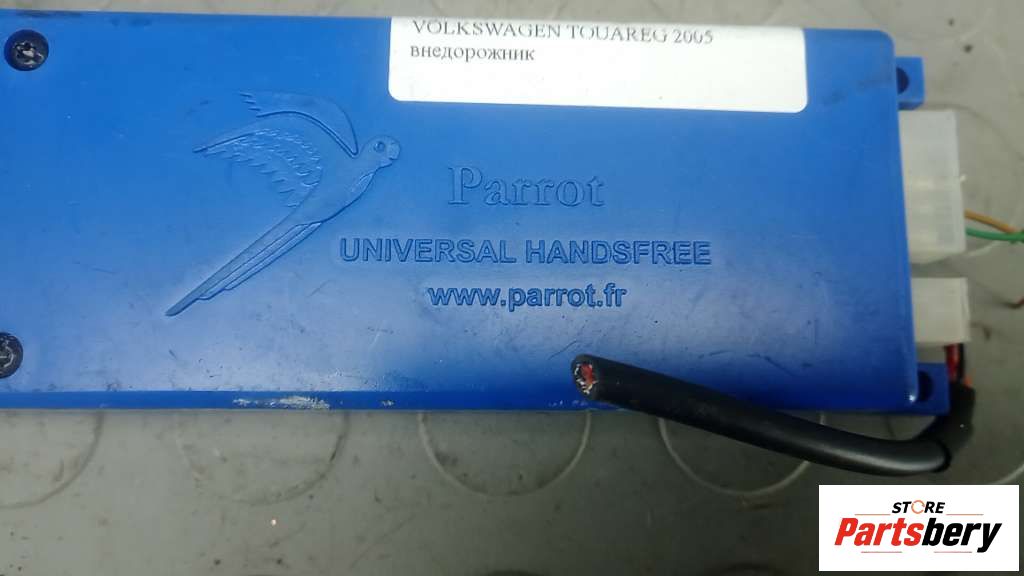 VOLKSWAGEN TOUAREG 2005
внедорожник
Parrot
UNIVERSAL HANDSFREE
www.parrot.fr
STORE
Partsbery